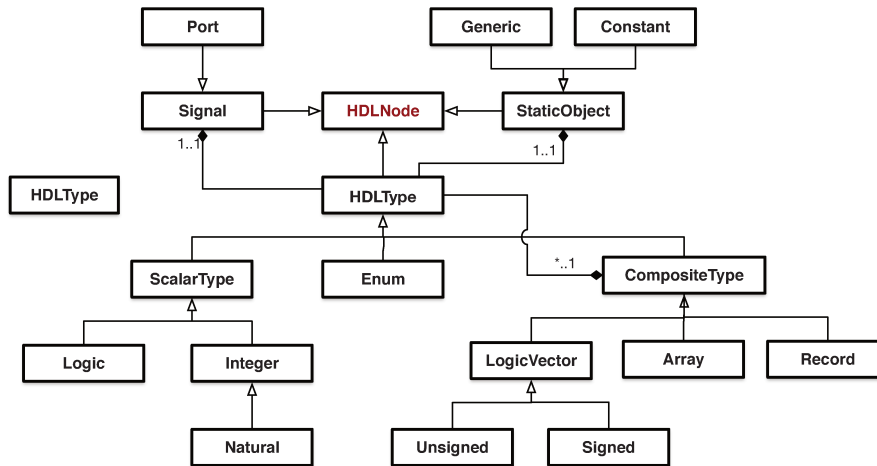 Port
Generic
Constant
Signal
HDLNode
StaticObject
1..1
1..1
HDLType
HDLType
ScalarType
Enum
*..1
CompositeType
Logic
Integer
LogicVector
Array
Record
Natural
Unsigned
Signed